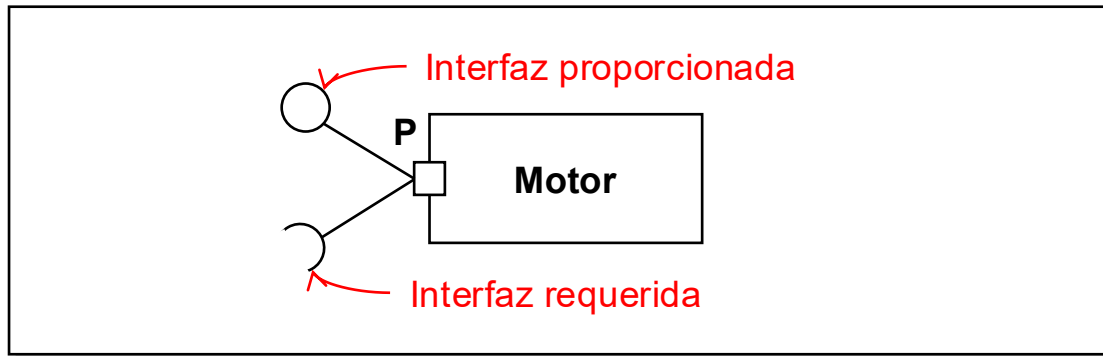 Interfaz proporcionada
P
Motor
Interfaz requerida